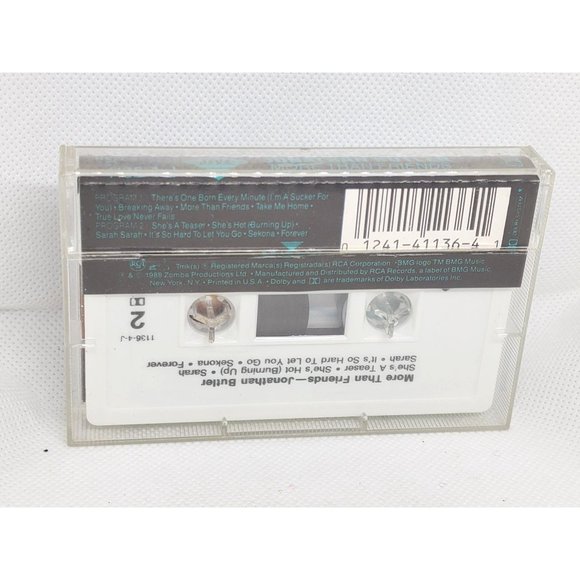 MORE THAN FRIENDS
PROGRAM 1: There's One Born Every Minute (I'm A Sucker For
You) • Breaking Away • More Than Friends • Take Me Home •
True Love Never Fails
PROGRAM 2: She's A Teaser • She's Hot (Burning Up) •
Sarah Sarah • It's So Hard To Let You Go • Sekona • Forever
0 1241-41136-4 1
Tmk(s) ® Registered Marca(s) Registrada(s) RCA Corporation • BMG logo TM BMG Music
• & © 1988 Zomba Productions Ltd • Manufactured and Distributed by RCA Records, a label of BMG Music
New York, N.Y. • Printed in U.S.A. • Dolby and are trademarks of Dolby Laboratories Inc.
More Than Friends—Jonathan Butler
She's A Teaser • She's Hot (Burning Up) • Sarah
Sarah • It's So Hard To Let You Go • Sekona • Forever
2
1136-4-J